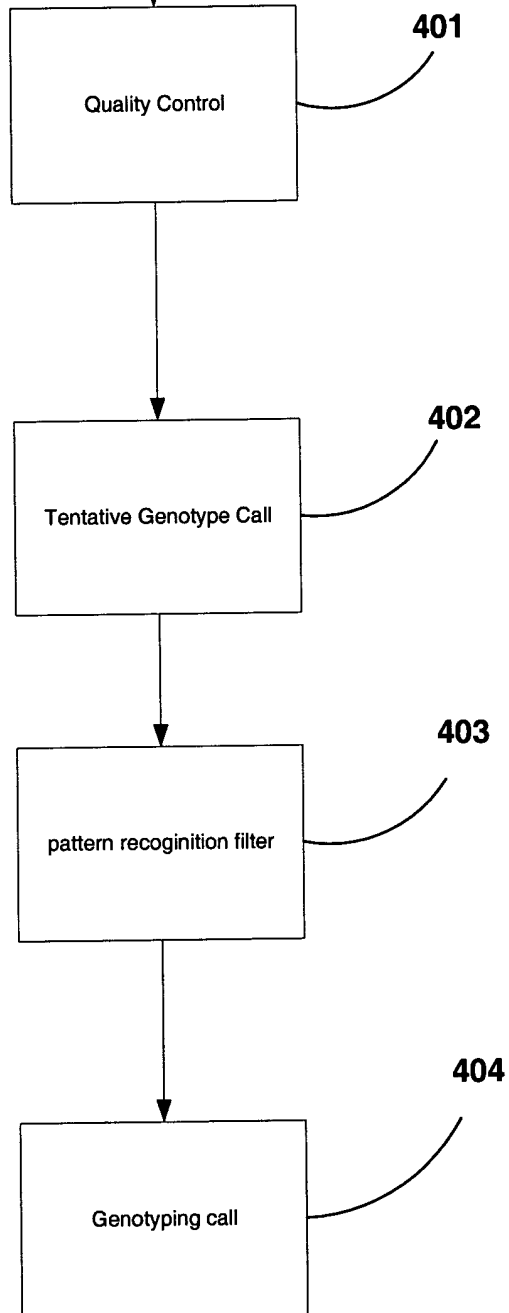 401
Quality Control
402
Tentative Genotype Call
403
pattern recoginition filter
404
Genotyping call